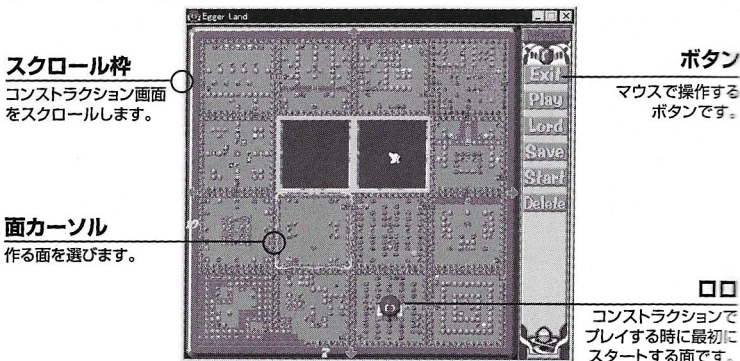 Egger Land
スクロール枠
コンストラクション画面
をスクロールします。
面カーソル
作る面を選びます。
Exit
Play
Lord
Save
Start
Delete
ボタン
マウスで操作する
ボタンです。
ロロ
コンストラクションで
プレイする時に最初に
スタートする面です。